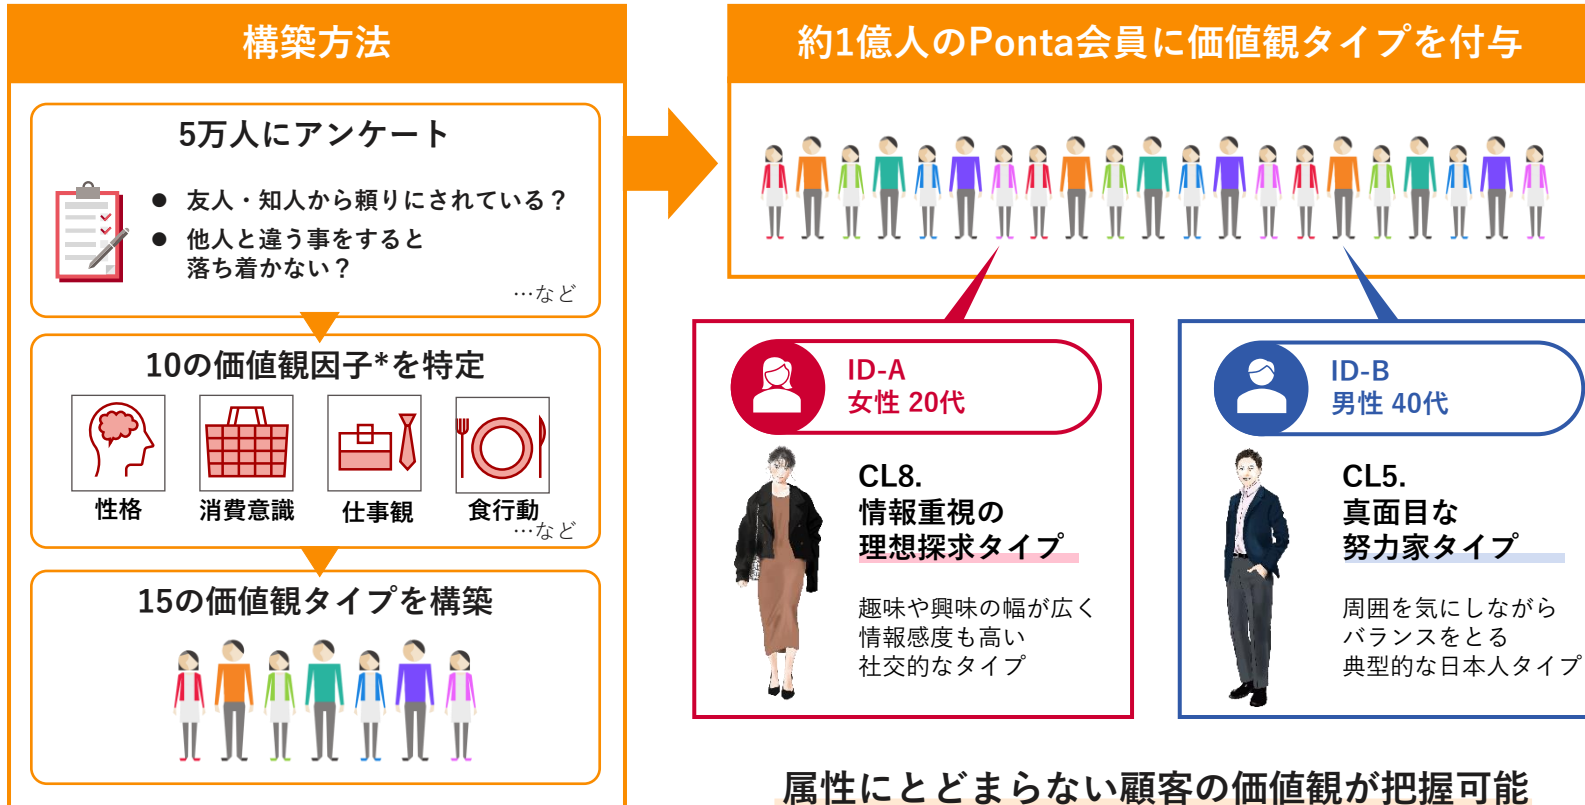 構築方法
5万人にアンケート
● 友人・知人から頼りにされている？
● 他人と違う事をすると
落ち着かない？
…など
10の価値観因子*を特定
性格
消費意識
仕事観
食行動
…など
15の価値観タイプを構築
約1億人のPonta会員に価値観タイプを付与
ID-A
女性 20代
CL8.
情報重視の
理想探求タイプ
趣味や興味の幅が広く
情報感度も高い
社交的なタイプ
ID-B
男性 40代
CL5.
真面目な
努力家タイプ
周囲を気にしながら
バランスをとる
典型的な日本人タイプ
属性にとどまらない顧客の価値観が把握可能